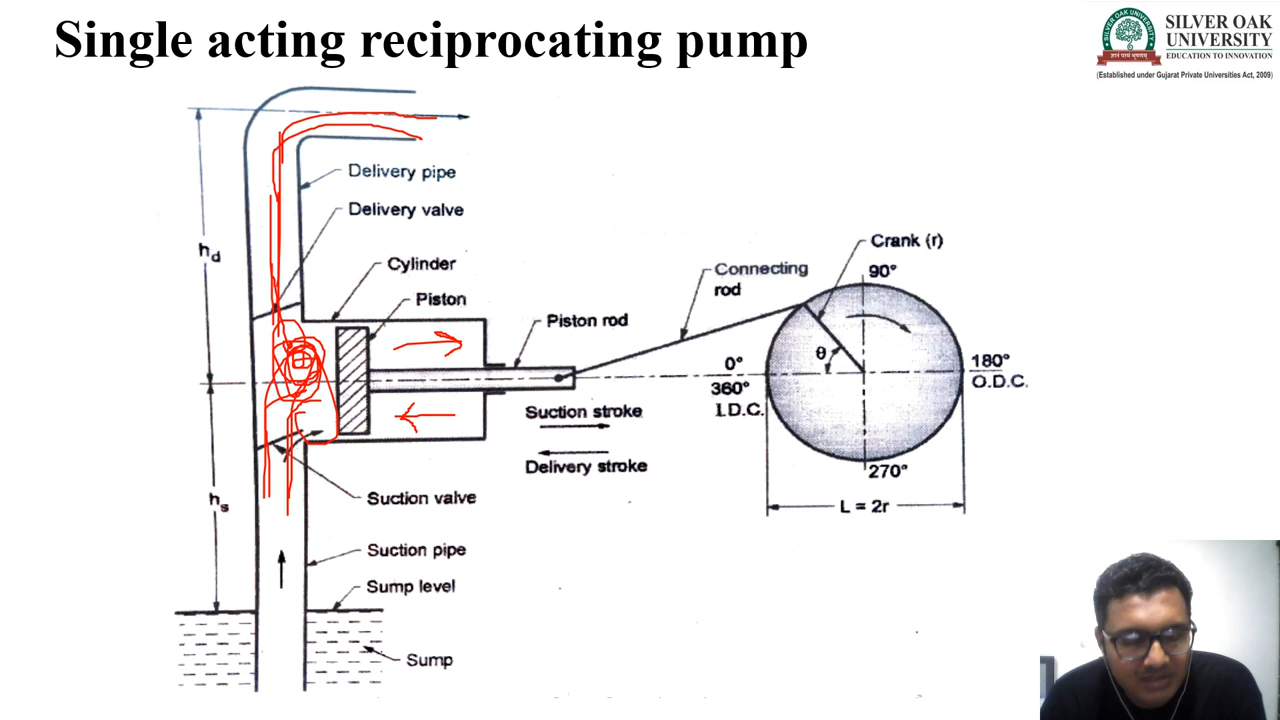 Single acting reciprocating pump
SILVER OAK
UNIVERSITY
EDUCATION TO INNOVATION
(Established under Gujarat Private Universities Act, 2009)
Delivery pipe
Delivery valve
hd
Cylinder
Piston
Piston rod
Connecting
rod
Crank (r)
90°
θ
0°
360°
I.D.C.
180°
O.D.C.
270°
L = 2r
Suction stroke
Delivery stroke
hs
Suction valve
Suction pipe
Sump level
Sump